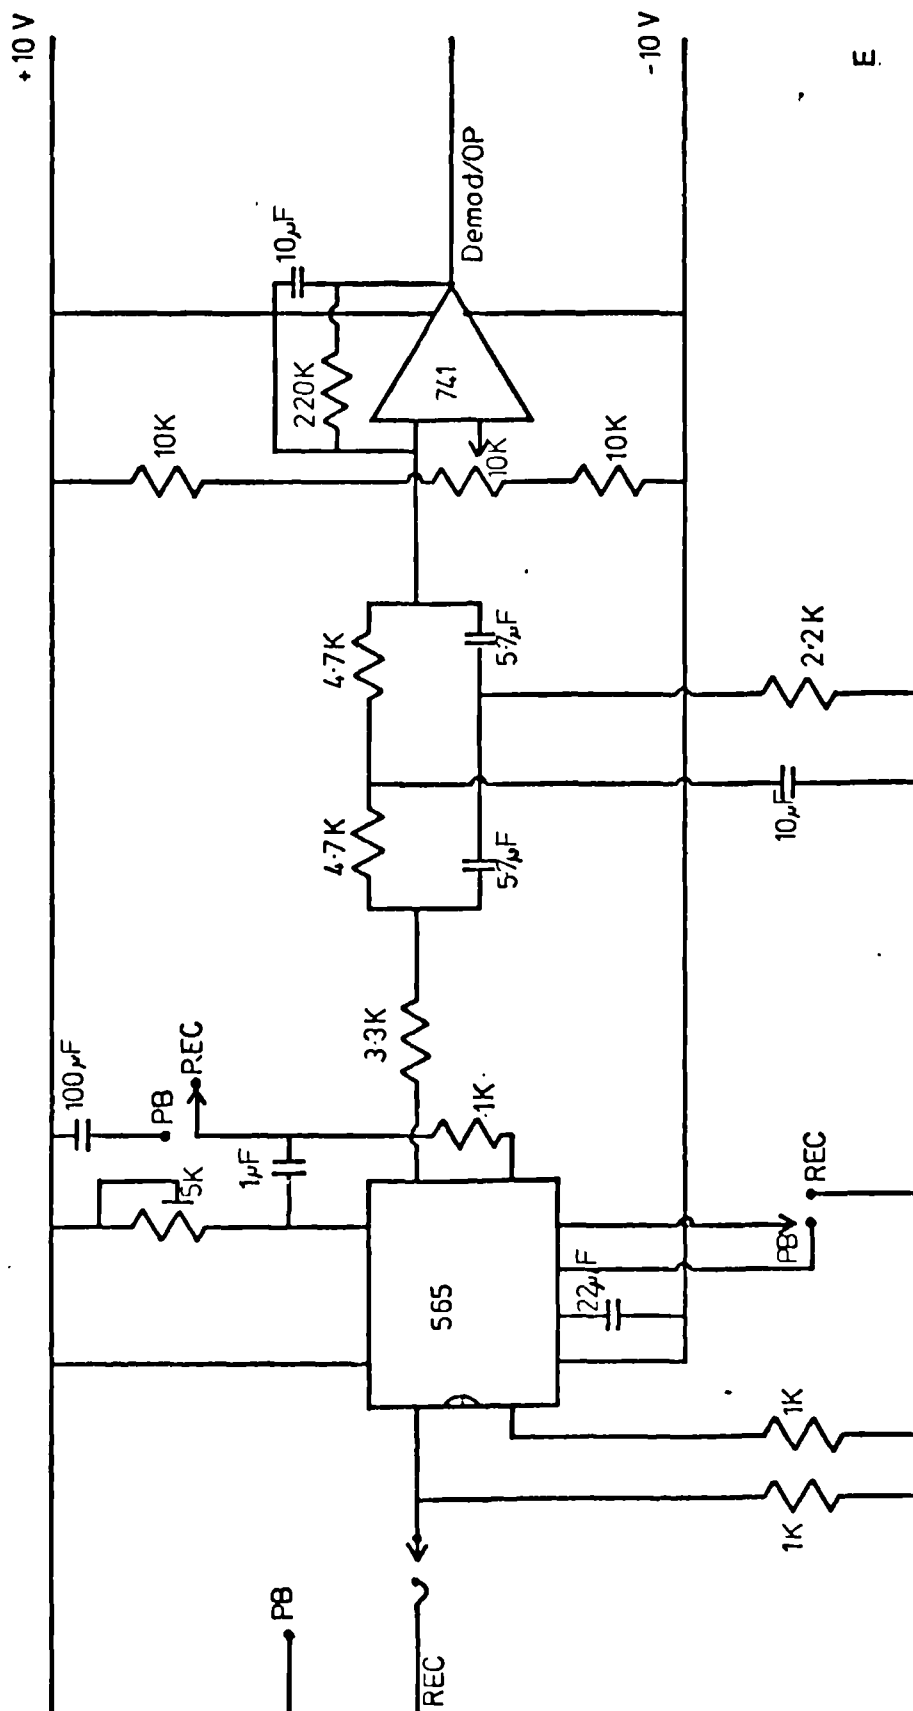 +10 V
100µF
PB
REC
5K
1µF
1K
3·3K
565
22µF
PB
REC
PB
REC
1K
1K
4·7K
4·7K
5·7µF
5·7µF
10µF
2·2K
10K
10K
10K
220K
10µF
741
Demod/OP
-10 V
E